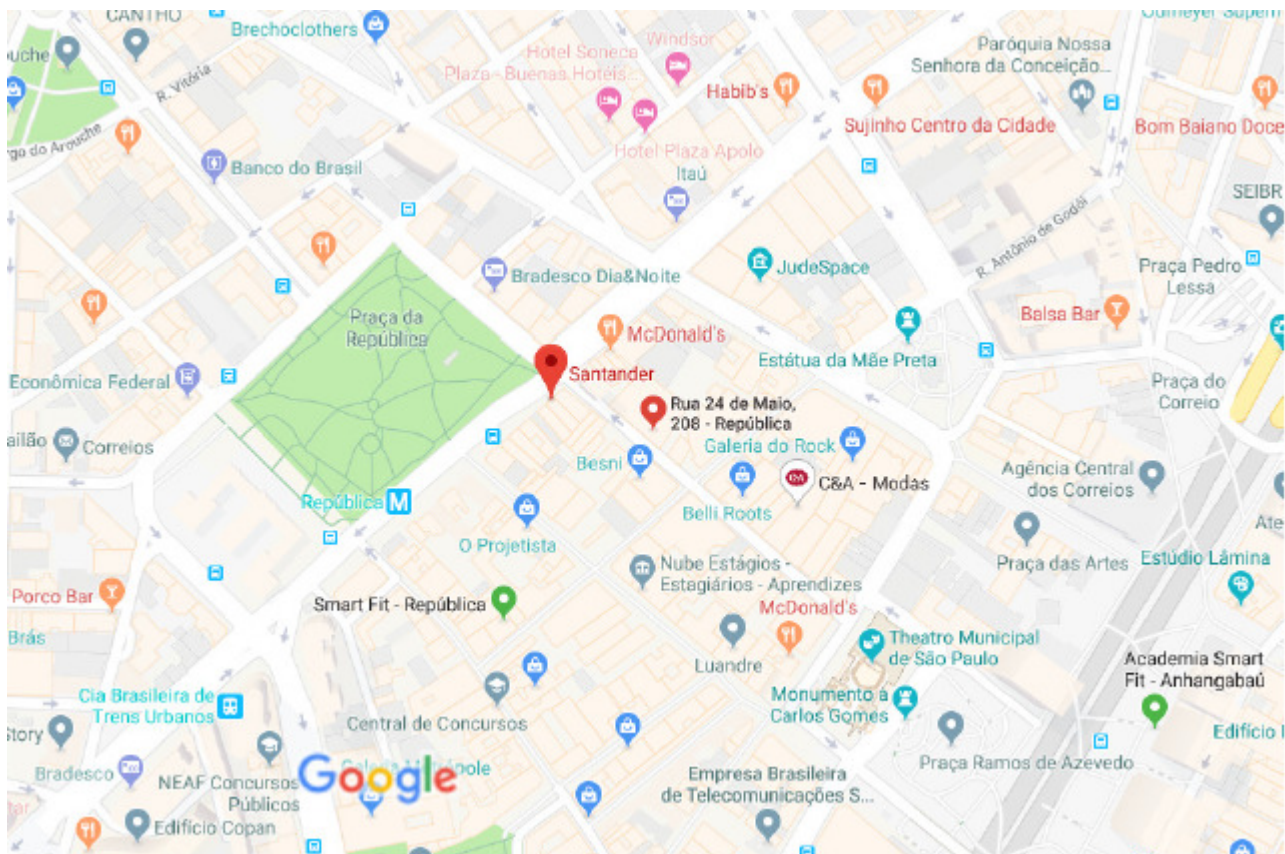 CANTHO
Brechoclothers
Windsor
Hotel Soneca
Plaza - Buenas Hotéis...
Habib's
Paróquia Nossa
Senhora da Conceição...
ouche
R. Vitória
Sujinho Centro da Cidade
Bom Baiano Doce
rgo do Arouche
Banco do Brasil
Hotel Plaza Apolo
Itaú
SEIBR
R. Antônio de Godói
Bradesco Dia&Noite
JudeSpace
Praça Pedro
Lessa
Praça da
República
McDonald's
Balsa Bar
Estátua da Mãe Preta
Econômica Federal
Santander
Praça do
Correio
Rua 24 de Maio,
208 - República
ailão
Correios
Galeria do Rock
Besni
C&A - Modas
Agência Central
dos Correios
República
M
Belli Roots
Ate
O Projetista
Nube Estágios -
Estagiários - Aprendizes
Praça das Artes
Estúdio Lâmina
Porco Bar
Smart Fit - República
McDonald's
Brás
Theatro Municipal
de São Paulo
Luandre
Academia Smart
Fit - Anhangabaú
Cia Brasileira de
Trens Urbanos
Monumento a
Carlos Gomes
Central de Concursos
Story
Edifício I
Bradesco
Praça Ramos de Azevedo
NEAF Concursos
Públicos
Google
Empresa Brasileira
de Telecomunicações S...
Edifício Copan